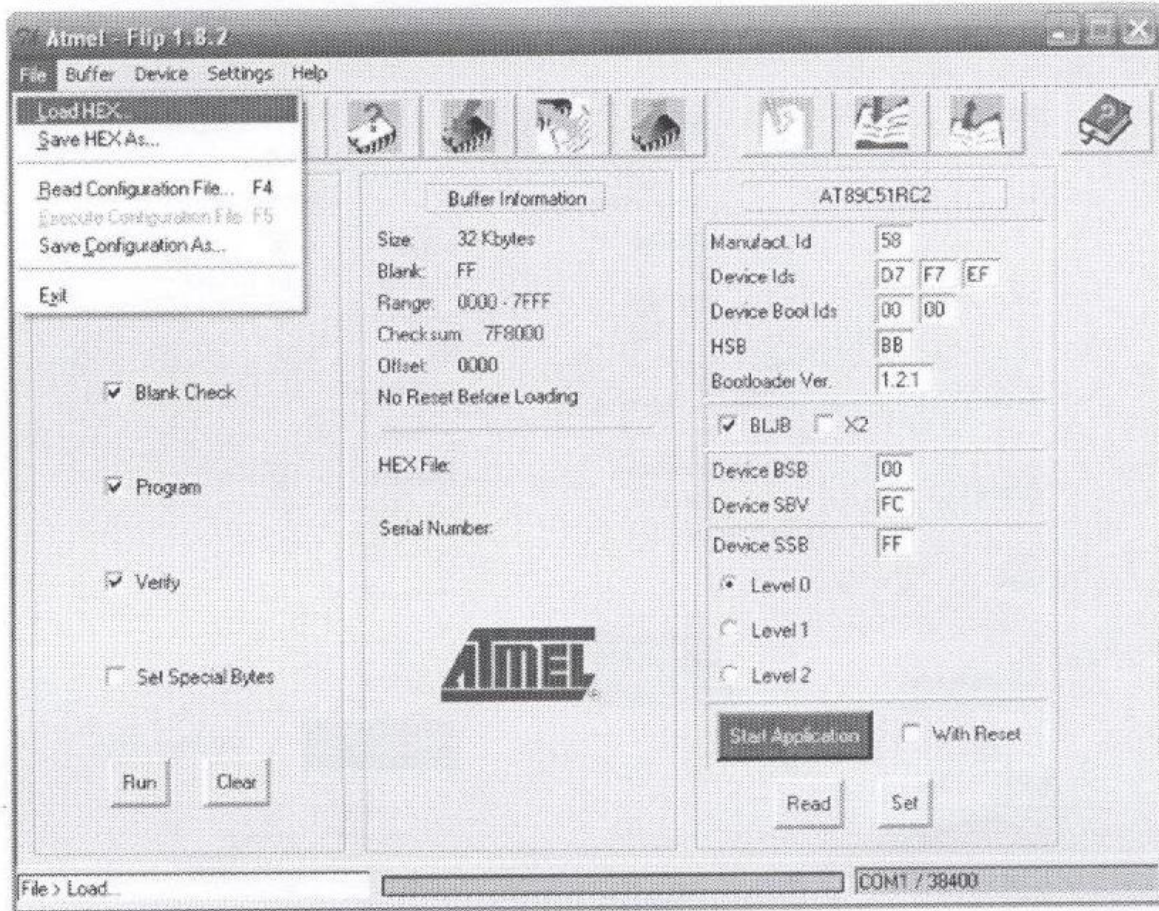 Atmel - Flip 1.8.2
File Buffer Device Settings Help
Load HEX...
Save HEX As...
Read Configuration File... F4
Execute Configuration File F5
Save Configuration As...
Exit
Blank Check
Program
Verify
Set Special Bytes
Run Clear
Buffer Information
Size: 32 Kbytes
Blank: FF
Range: 0000 - 7FFF
Checksum 7F8000
Offset: 0000
No Reset Before Loading
HEX File:
Serial Number:
ATMEL
AT89C51RC2
Manufact. Id 58
Device Ids D7 F7 EF
Device Boot Ids 00 00
HSB BB
Bootloader Ver. 1.2.1
BLJB X2
Device BSB 00
Device SBV FC
Device SSB FF
Level 0
Level 1
Level 2
Start Application With Reset
Read Set
File > Load...
COM1 / 38400